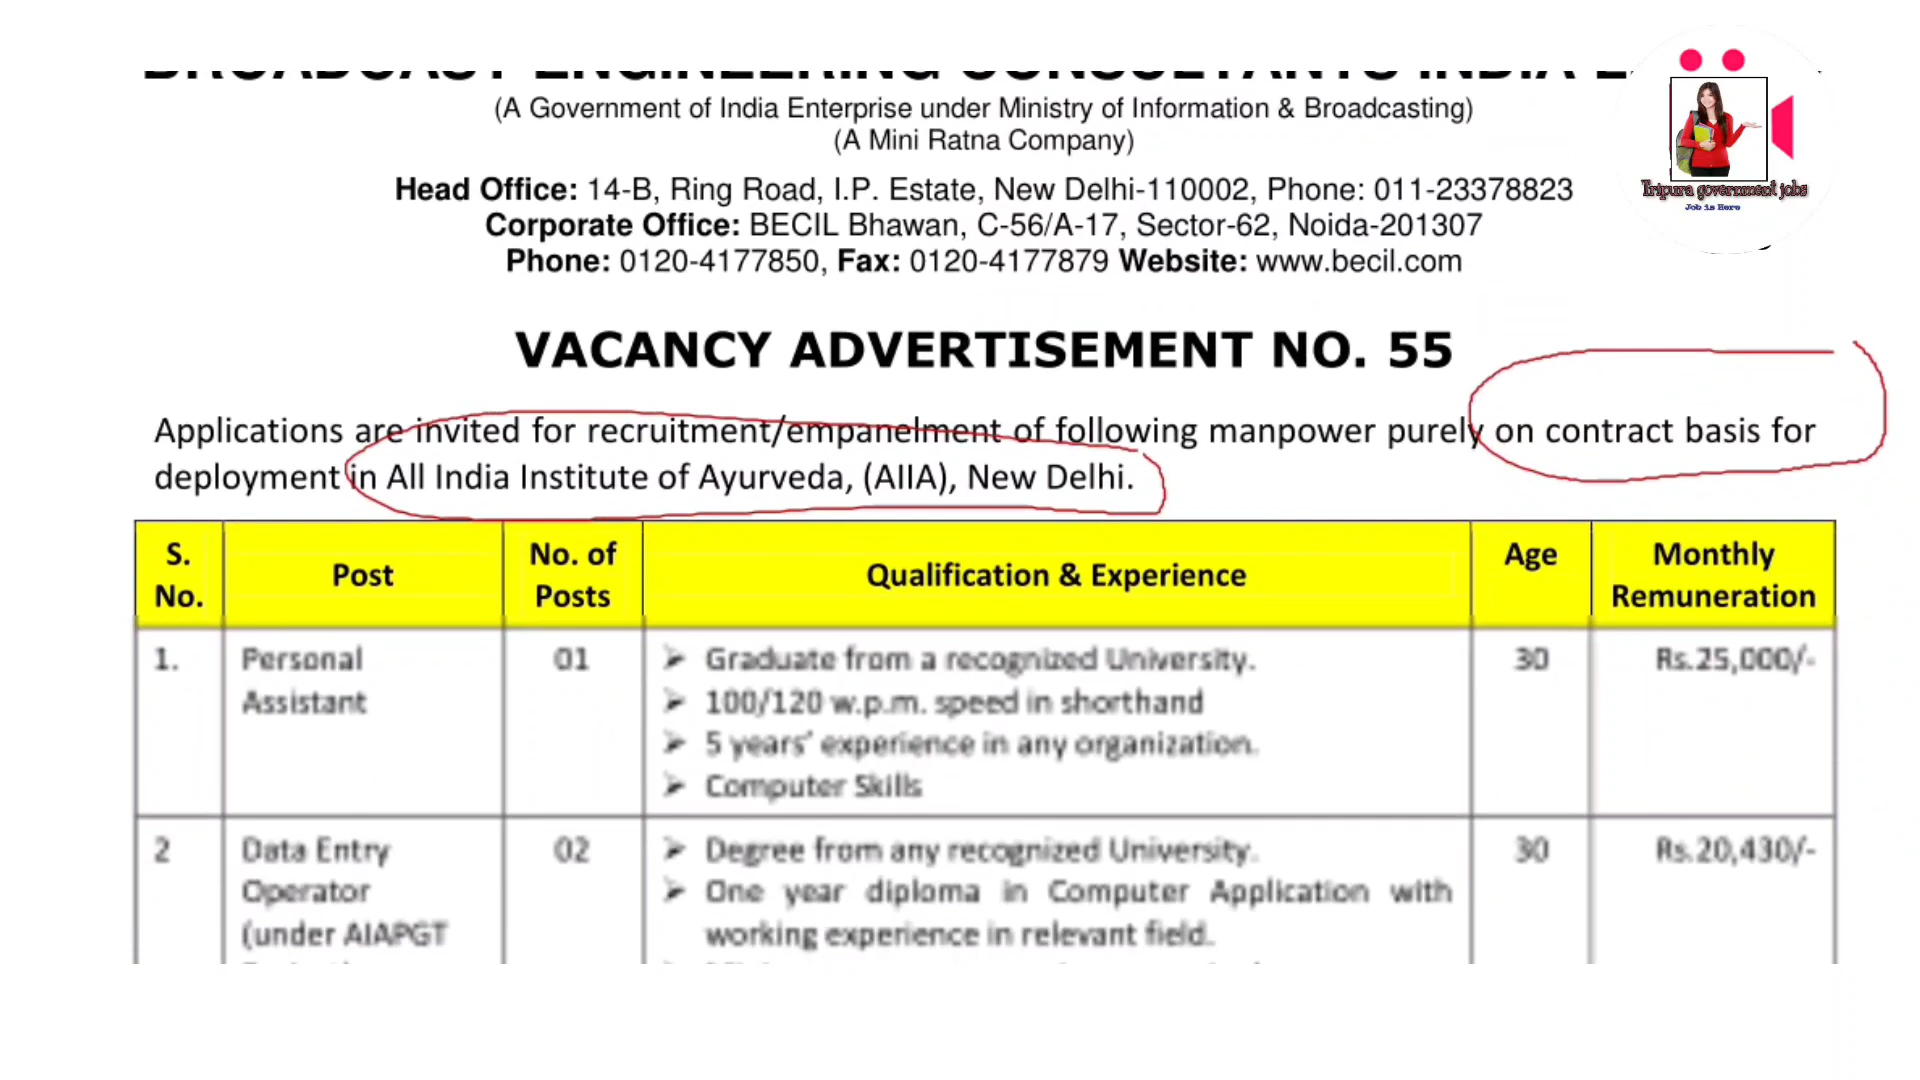 BROADCAST ENGINEERING CONSULTANTS INDIA
(A Government of India Enterprise under Ministry of Information & Broadcasting)
(A Mini Ratna Company)
Head Office: 14-B, Ring Road, I.P. Estate, New Delhi-110002, Phone: 011-23378823
Corporate Office: BECIL Bhawan, C-56/A-17, Sector-62, Noida-201307
Phone: 0120-4177850, Fax: 0120-4177879 Website: www.becil.com
Tripura government jobs
Job is Here
VACANCY ADVERTISEMENT NO. 55
Applications are invited for recruitment/empanelment of following manpower purely on contract basis for
deployment in All India Institute of Ayurveda, (AIIA), New Delhi.
S. No. Post No. of Posts Qualification & Experience Age Monthly Remuneration
1. Personal Assistant 01 ➢ Graduate from a recognized University. 30 Rs.25,000/-
➢ 100/120 w.p.m. speed in shorthand
➢ 5 years' experience in any organization.
➢ Computer Skills
2 Data Entry Operator (under AIAPGT 02 ➢ Degree from any recognized University. 30 Rs.20,430/-
➢ One year diploma in Computer Application with
working experience in relevant field.